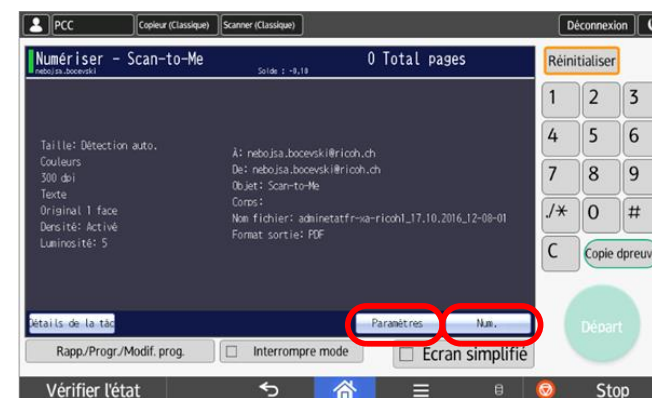 PCC Copieur (Classique) Scanner (Classique) Déconnexion
Numériser - Scan-to-Me 0 Total pages Réinitialiser
nebojsa.bocevski Solde : -0,10
1 2 3
4 5 6
7 8 9
./* 0 #
C Copie dpreuv
Taille: Détection auto.
Couleurs
300 dpi
Texte
Original 1 face
Densité: Activé
Luminosité: 5
À: nebojsa.bocevski@ricoh.ch
De: nebojsa.bocevski@ricoh.ch
Objet: Scan-to-Me
Corps:
Nom fichier: adminetatfr-xa-ricoh1_17.10.2016_12-08-01
Format sortie: PDF
Départ
Détails de la tâc Paramètres Num.
Rapp./Progr./Modif. prog. Interrompre mode Ecran simplifié
Vérifier l'état Stop